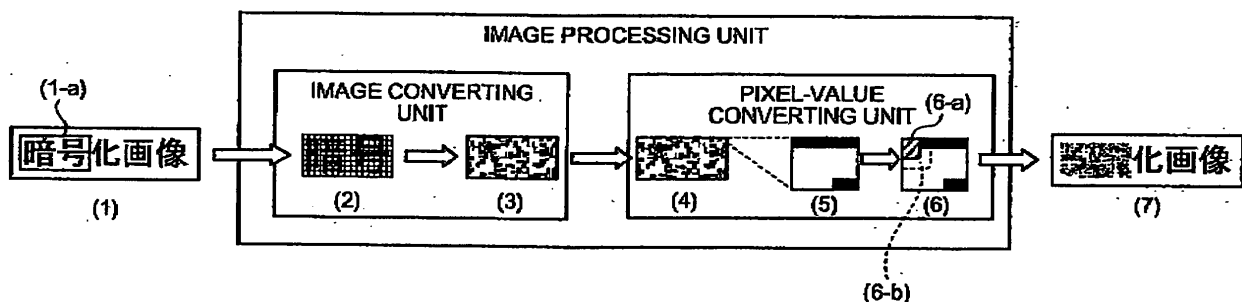 IMAGE PROCESSING UNIT
(1-a)
暗号化画像
(1)
IMAGE CONVERTING
UNIT
(2)
(3)
PIXEL-VALUE
CONVERTING UNIT
(6-a)
(4)
(5)
(6)
(6-b)
化画像
(7)